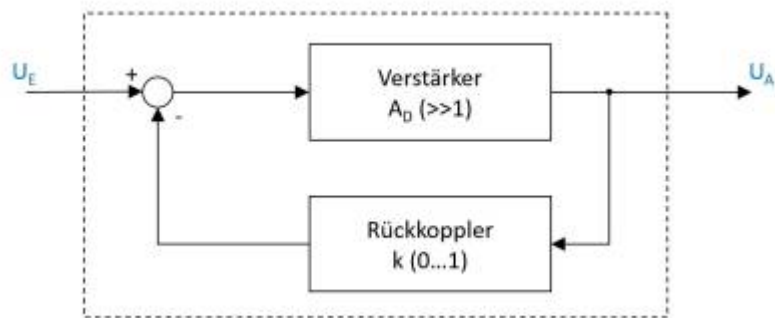 U_E
+
-
Verstärker
A_D (>>1)
U_A
Rückkoppler
k (0...1)